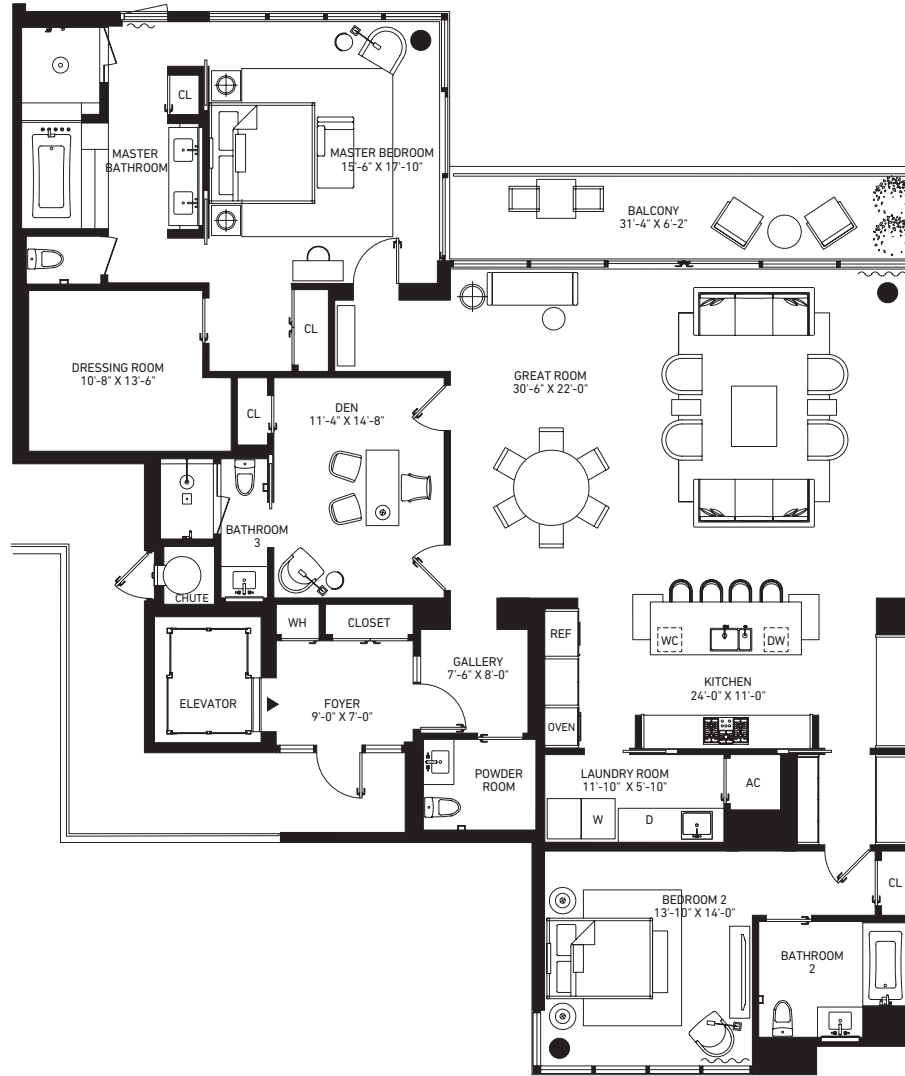 CL
MASTER
BATHROOM
MASTER BEDROOM
15'-6" X 17'-10"
BALCONY
31'-4" X 6'-2"
CL
DRESSING ROOM
10'-8" X 13'-6"
GREAT ROOM
30'-6" X 22'-0"
CL
DEN
11'-4" X 14'-8"
BATHROOM
3
CHUTE
WH
CLOSET
REF
WC
DW
GALLERY
7'-6" X 8'-0"
KITCHEN
24'-0" X 11'-0"
ELEVATOR
FOYER
9'-0" X 7'-0"
OVEN
POWDER
ROOM
LAUNDRY ROOM
11'-10" X 5'-10"
AC
W
D
CL
BEDROOM 2
13'-10" X 14'-0"
BATHROOM
2